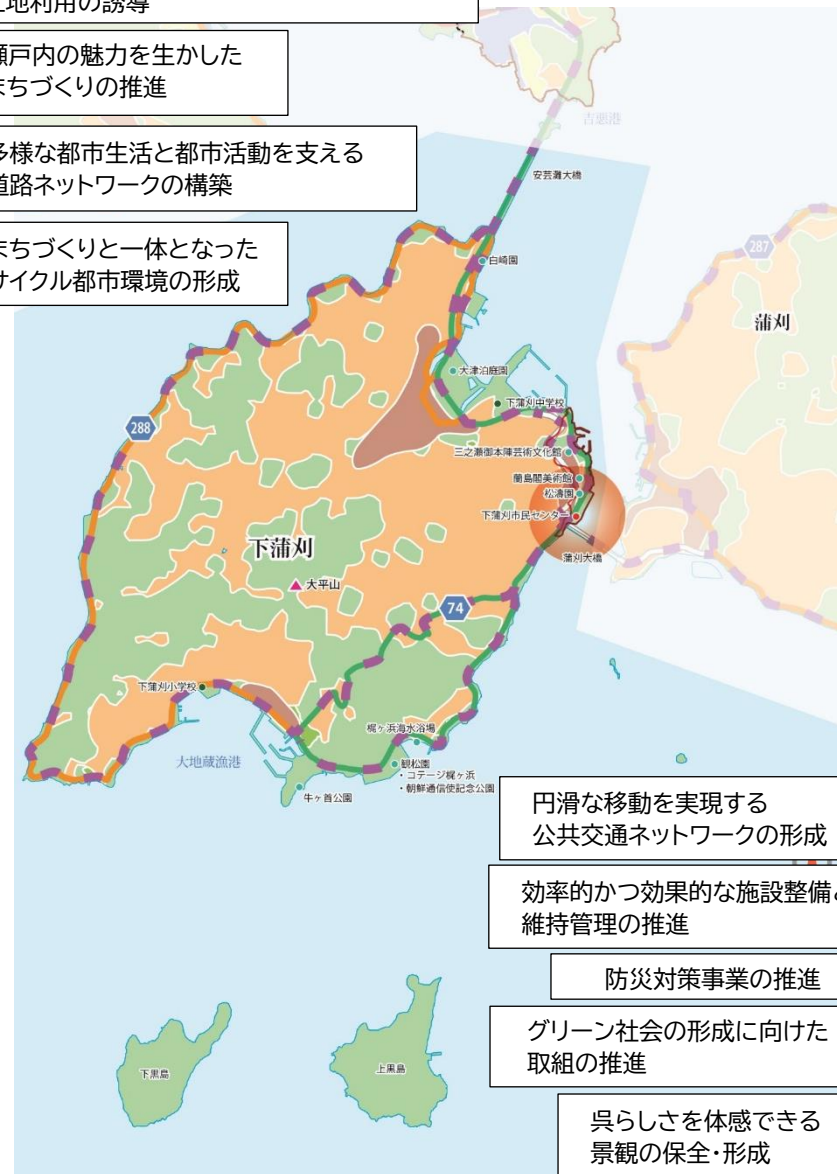 土地利用の誘導
瀬戸内の魅力を生かした
まちづくりの推進
多様な都市生活と都市活動を支える
道路ネットワークの構築
まちづくりと一体となった
サイクル都市環境の形成
吉悪港
安芸灘大橋
白崎園
287
蒲刈
大津泊庭園
下蒲刈中学校
288
三之瀬御本陣芸術文化館
蘭島閣美術館
松濤園
下蒲刈市民センター
蒲刈大橋
下蒲刈
大平山
74
下蒲刈小学校
大地蔵漁港
梶ヶ浜海水浴場
観松園
・コテージ梶ヶ浜
・朝鮮通信使記念公園
牛ヶ首公園
円滑な移動を実現する
公共交通ネットワークの形成
効率的かつ効果的な施設整備と
維持管理の推進
防災対策事業の推進
グリーン社会の形成に向けた
取組の推進
呉らしさを体感できる
景観の保全・形成
下黒島
上黒島